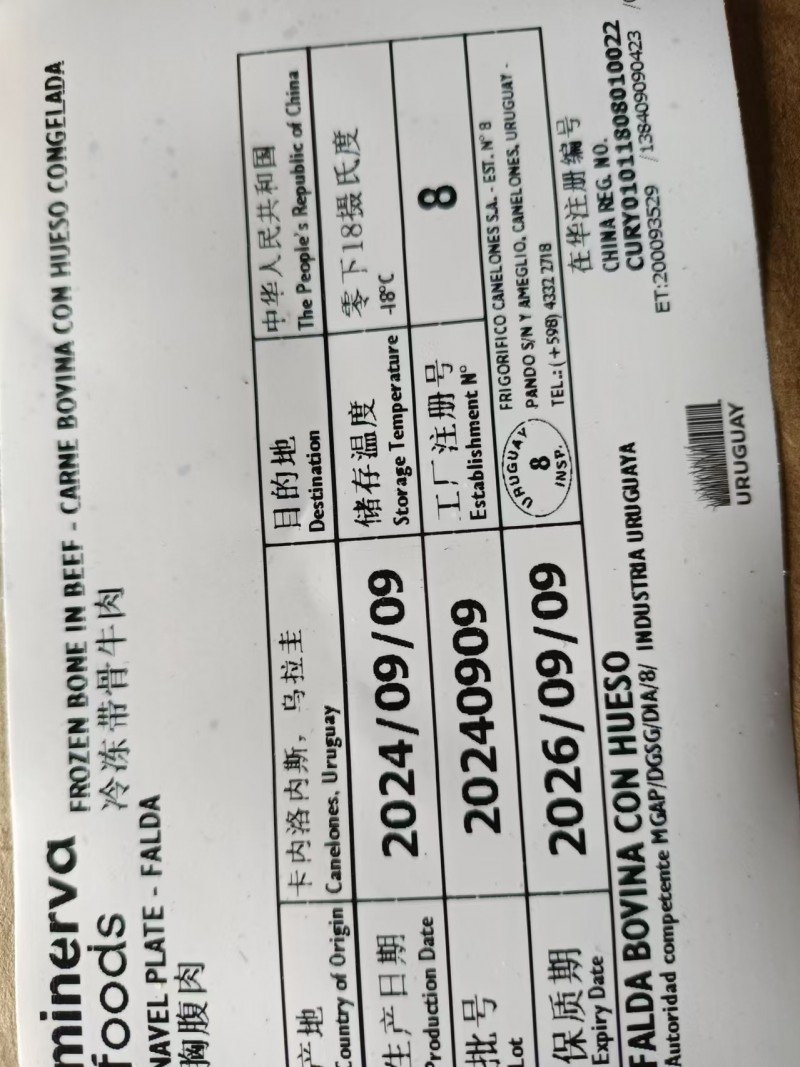 minerva
foods
FROZEN BONE IN BEEF - CARNE BOVINA CON HUESO CONGELADA
冷冻带骨牛肉
NAVEL PLATE - FALDA
胸腹肉
产地
Country of Origin
卡内洛内斯，乌拉圭
Canelones, Uruguay
目的地
Destination
中华人民共和国
The People's Republic of China
生产日期
Production Date
2024/09/09
储存温度
Storage Temperature
零下18摄氏度
-18°C
批号
Lot
20240909
工厂注册号
Establishment N°
8
保质期
Expiry Date
2026/09/09
URUGUAY
8
INSP.
FRIGORIFICO CANELONES S.A. - EST. N° 8
PANDO S/N Y AMEGLIO, CANELONES, URUGUAY -
TEL.: (+598) 4332 2718
FALDA BOVINA CON HUESO
Autoridad competente MGAP/DGSG/DIA/8/ INDUSTRIA URUGUAYA
在华注册编号
CHINA REG. NO.
CURY01011808010022
ET:200093529 /1384090904423
URUGUAY